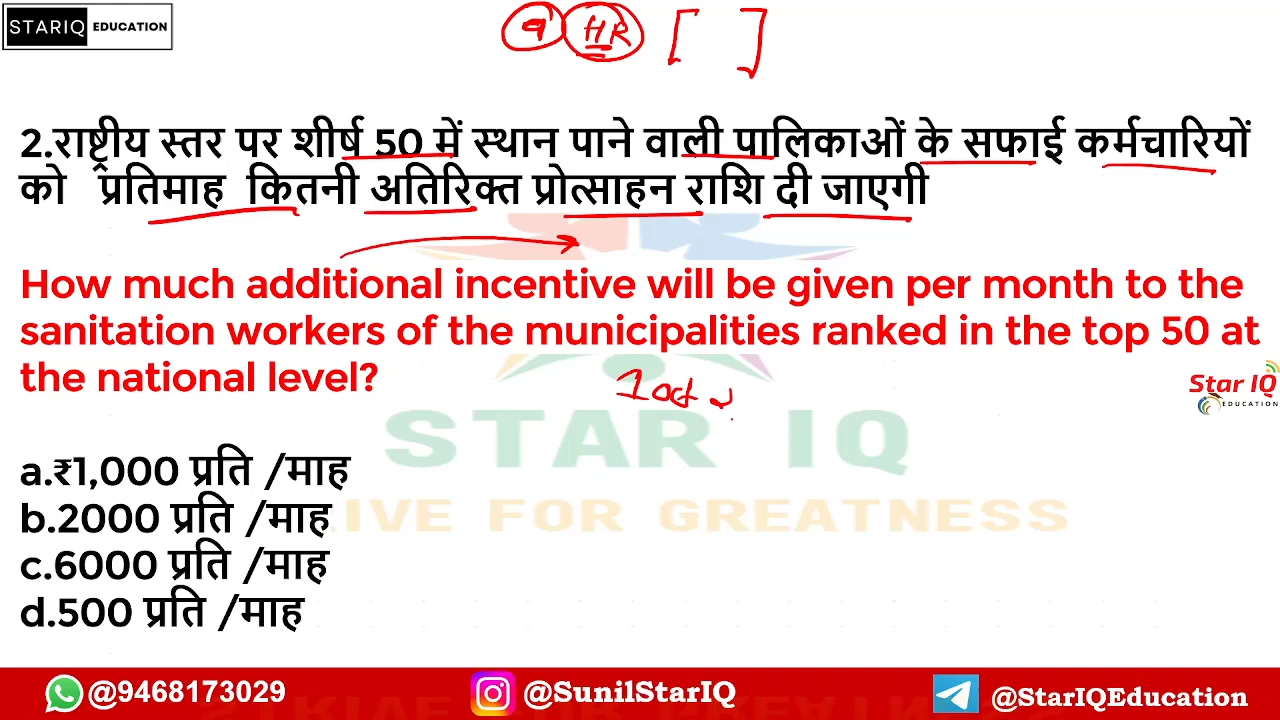 STARIQ EDUCATION
HR
2.राष्ट्रीय स्तर पर शीर्ष 50 में स्थान पाने वाली पालिकाओं के सफाई कर्मचारियों
को प्रतिमाह कितनी अतिरिक्त प्रोत्साहन राशि दी जाएगी
How much additional incentive will be given per month to the
sanitation workers of the municipalities ranked in the top 50 at
the national level?
Star IQ
EDUCATION
STAR IQ
IVE FOR GREATNESS
a.₹1,000 प्रति /माह
b.2000 प्रति /माह
c.6000 प्रति /माह
d.500 प्रति /माह
@9468173029 @SunilStarIQ @StarIQEducation